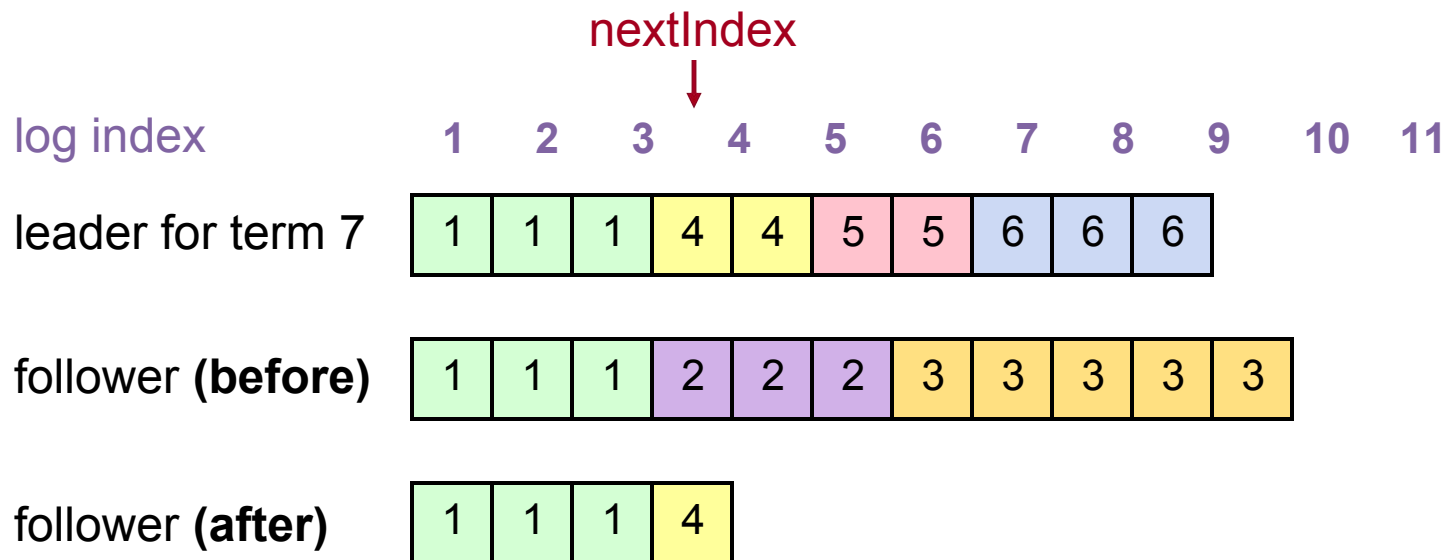 nextIndex
log index 1 2 3 4 5 6 7 8 9 10 11
leader for term 7 1 1 1 4 4 5 5 6 6 6
follower (before) 1 1 1 2 2 2 3 3 3 3 3
follower (after) 1 1 1 4